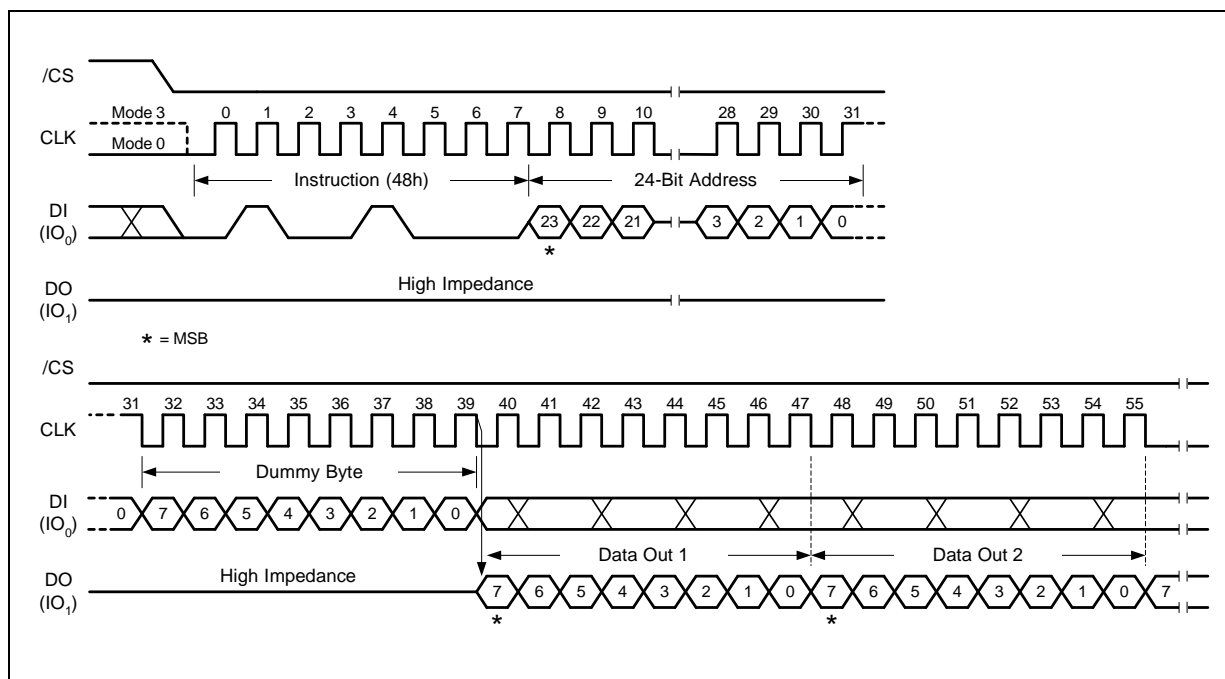 /CS
Mode 3 0 1 2 3 4 5 6 7 8 9 10 28 29 30 31
CLK
Mode 0
Instruction (48h) 24-Bit Address
DI
(IO0) 23 22 21 3 2 1 0
*
DO High Impedance
(IO1)
* = MSB
/CS
31 32 33 34 35 36 37 38 39 40 41 42 43 44 45 46 47 48 49 50 51 52 53 54 55
CLK
Dummy Byte
DI
(IO0) 0 7 6 5 4 3 2 1 0
Data Out 1 Data Out 2
DO High Impedance
(IO1) 7 6 5 4 3 2 1 0 7 6 5 4 3 2 1 0 7
* *